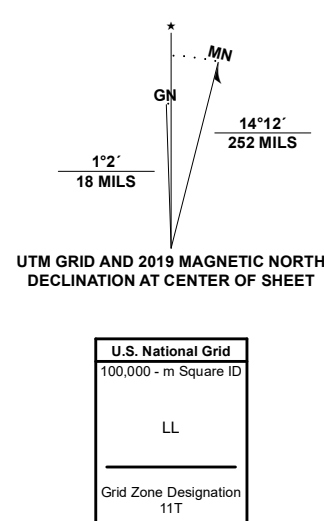 ★
MN
GN
14°12´
252 MILS
1°2´
18 MILS
UTM GRID AND 2019 MAGNETIC NORTH
DECLINATION AT CENTER OF SHEET
U.S. National Grid
100,000 - m Square ID
LL
Grid Zone Designation
11T